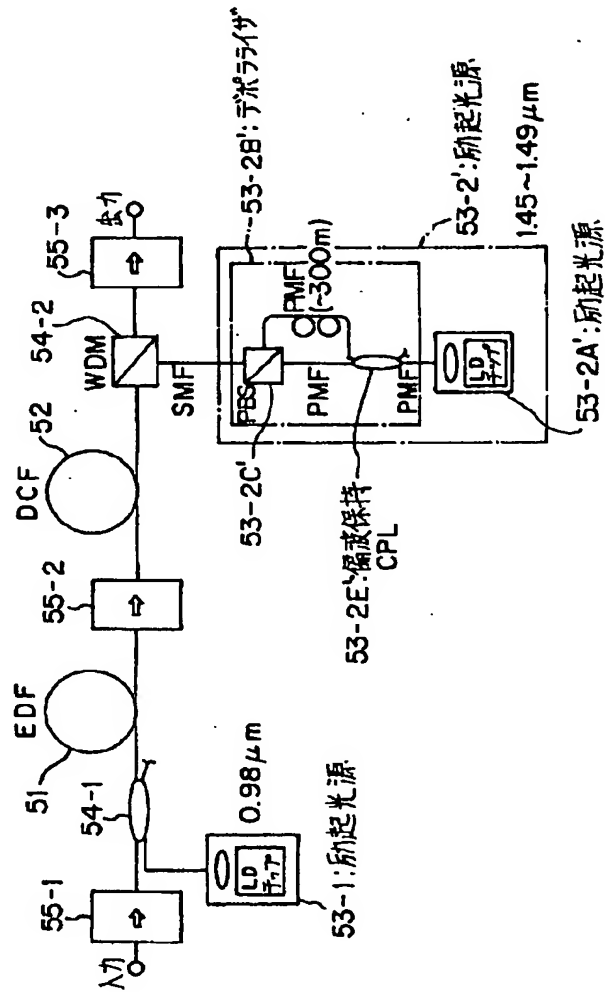 入力
55-1
54-1
51
EDF
55-2
DCF
52
WDM
54-2
55-3
出力
LD
チップ
0.98μm
53-1:励起光源
SMF
PBS
53-2C'
PMF
PMF
(~300m)
PMF
53-2E':偏波保持
CPL
53-2B':デポラライザ
LD
チップ
53-2A':励起光源
53-2':励起光源
1.45~1.49μm